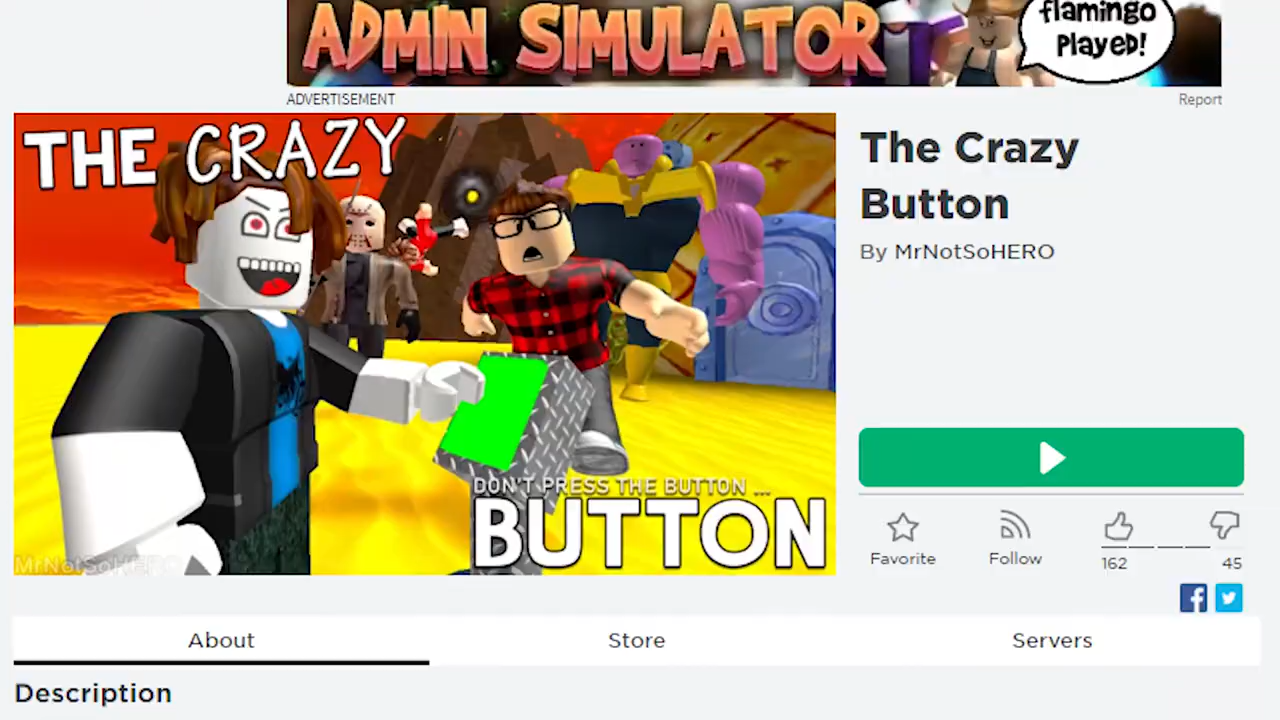 ADMIN SIMULATOR
flamingo
PLAYED!
ADVERTISEMENT
Report
THE CRAZY
DON'T PRESS THE BUTTON ...
BUTTON
MrNotSoHERO
The Crazy
Button
By MrNotSoHERO
Favorite
Follow
162
45
About
Store
Servers
Description